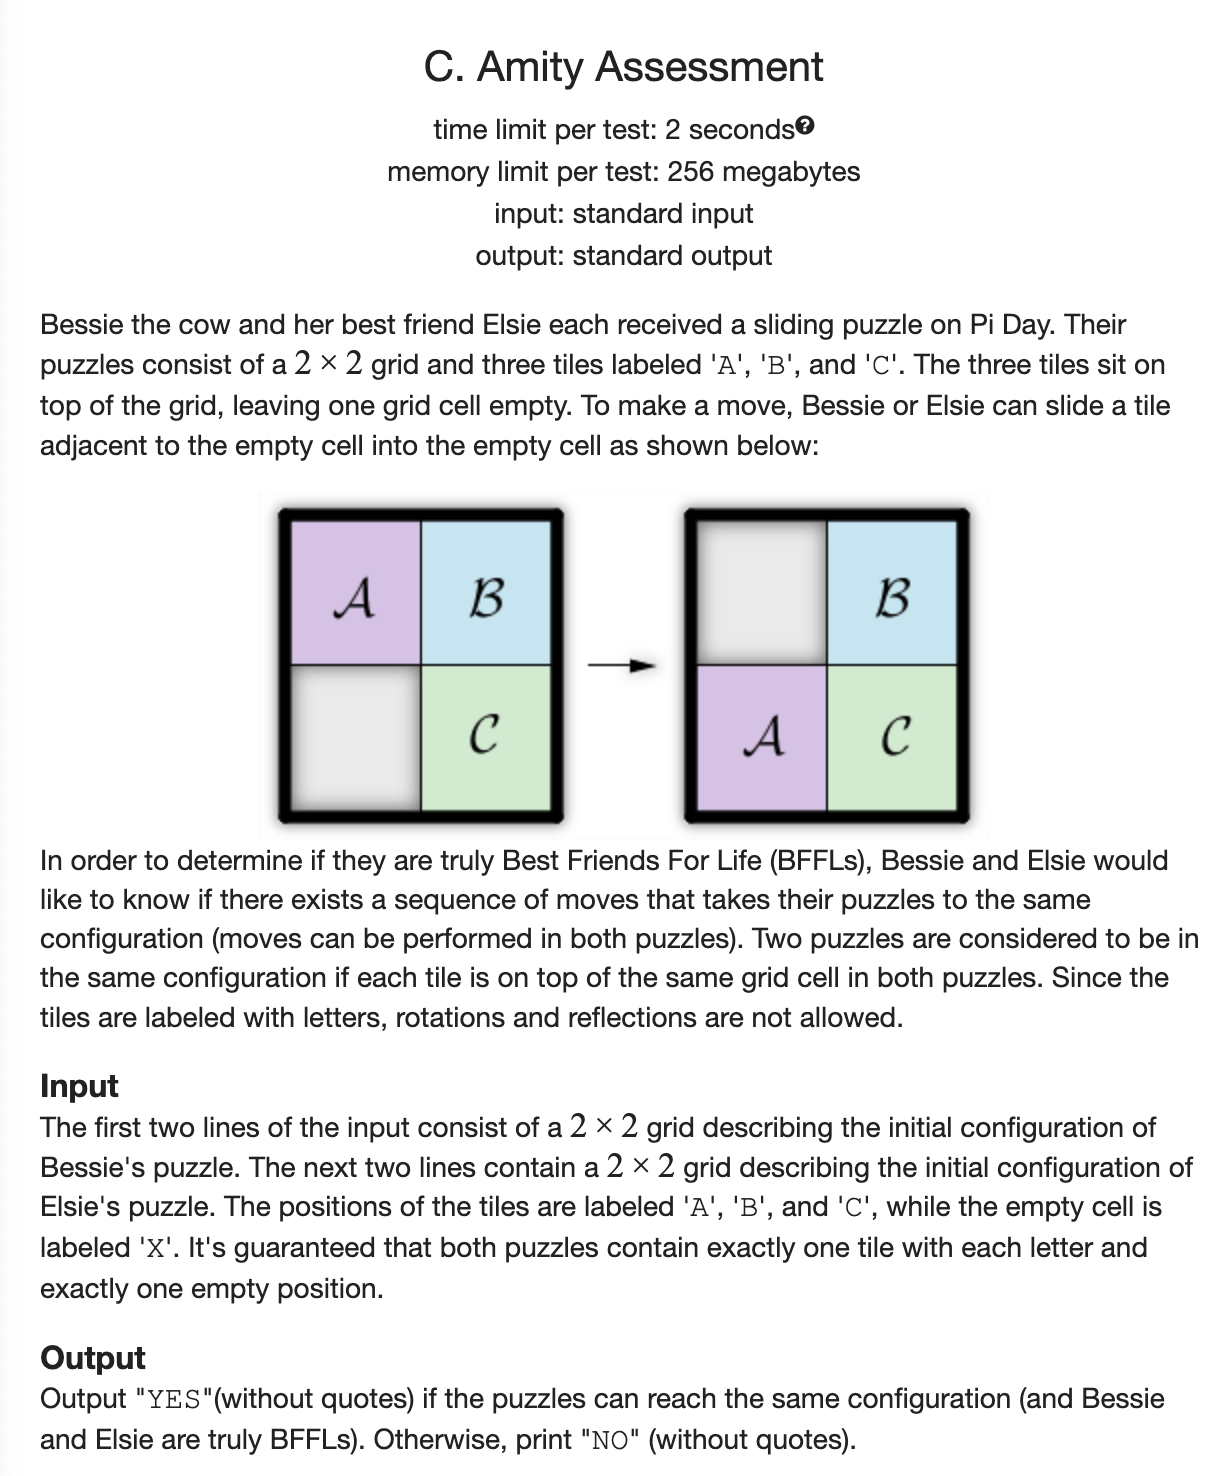 C. Amity Assessment
time limit per test: 2 seconds?
memory limit per test: 256 megabytes
input: standard input
output: standard output
Bessie the cow and her best friend Elsie each received a sliding puzzle on Pi Day. Their
puzzles consist of a 2 × 2 grid and three tiles labeled 'A', 'B', and 'C'. The three tiles sit on
top of the grid, leaving one grid cell empty. To make a move, Bessie or Elsie can slide a tile
adjacent to the empty cell into the empty cell as shown below:
A B B
C A C
In order to determine if they are truly Best Friends For Life (BFFLs), Bessie and Elsie would
like to know if there exists a sequence of moves that takes their puzzles to the same
configuration (moves can be performed in both puzzles). Two puzzles are considered to be in
the same configuration if each tile is on top of the same grid cell in both puzzles. Since the
tiles are labeled with letters, rotations and reflections are not allowed.
Input
The first two lines of the input consist of a 2 × 2 grid describing the initial configuration of
Bessie's puzzle. The next two lines contain a 2 × 2 grid describing the initial configuration of
Elsie's puzzle. The positions of the tiles are labeled 'A', 'B', and 'C', while the empty cell is
labeled 'X'. It's guaranteed that both puzzles contain exactly one tile with each letter and
exactly one empty position.
Output
Output "YES"(without quotes) if the puzzles can reach the same configuration (and Bessie
and Elsie are truly BFFLs). Otherwise, print "NO" (without quotes).